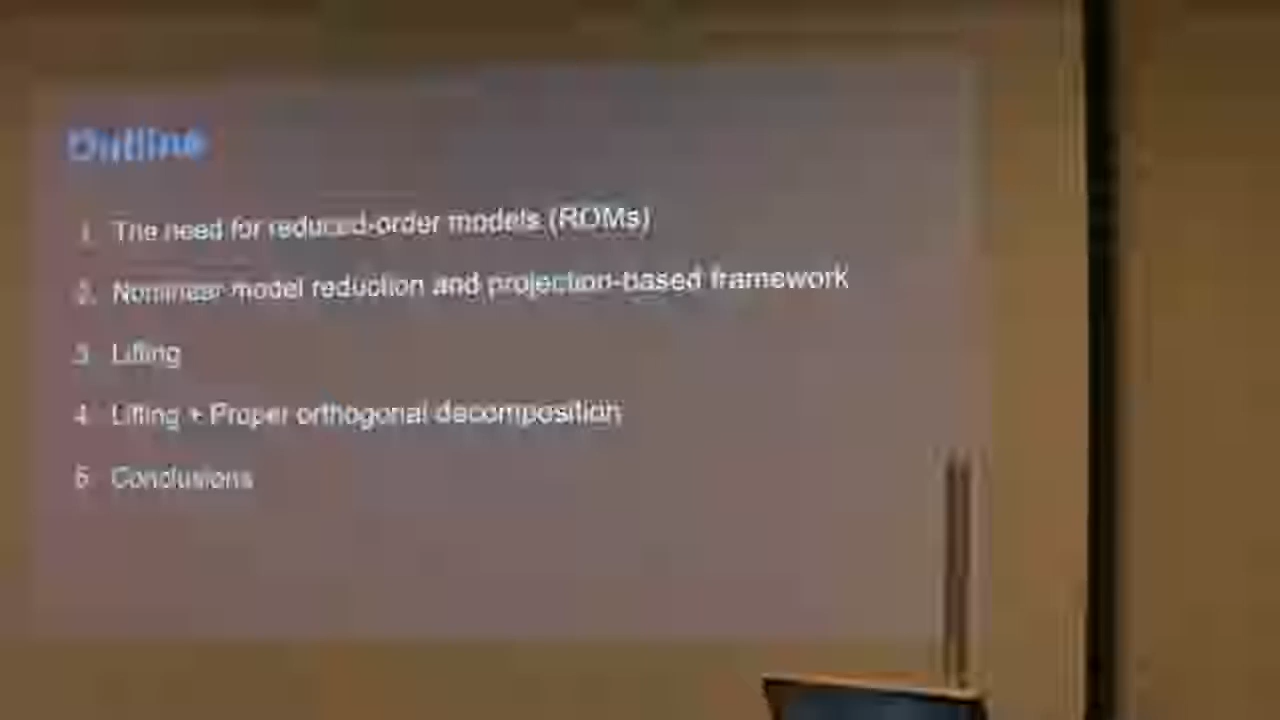 Outline
1. The need for reduced-order models (ROMs)
2. Nonlinear model reduction and projection-based framework
3. Lifting
4. Lifting + Proper orthogonal decomposition
5. Conclusions